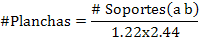 #Planchas = # Soportes(a b)
1.22x2.44